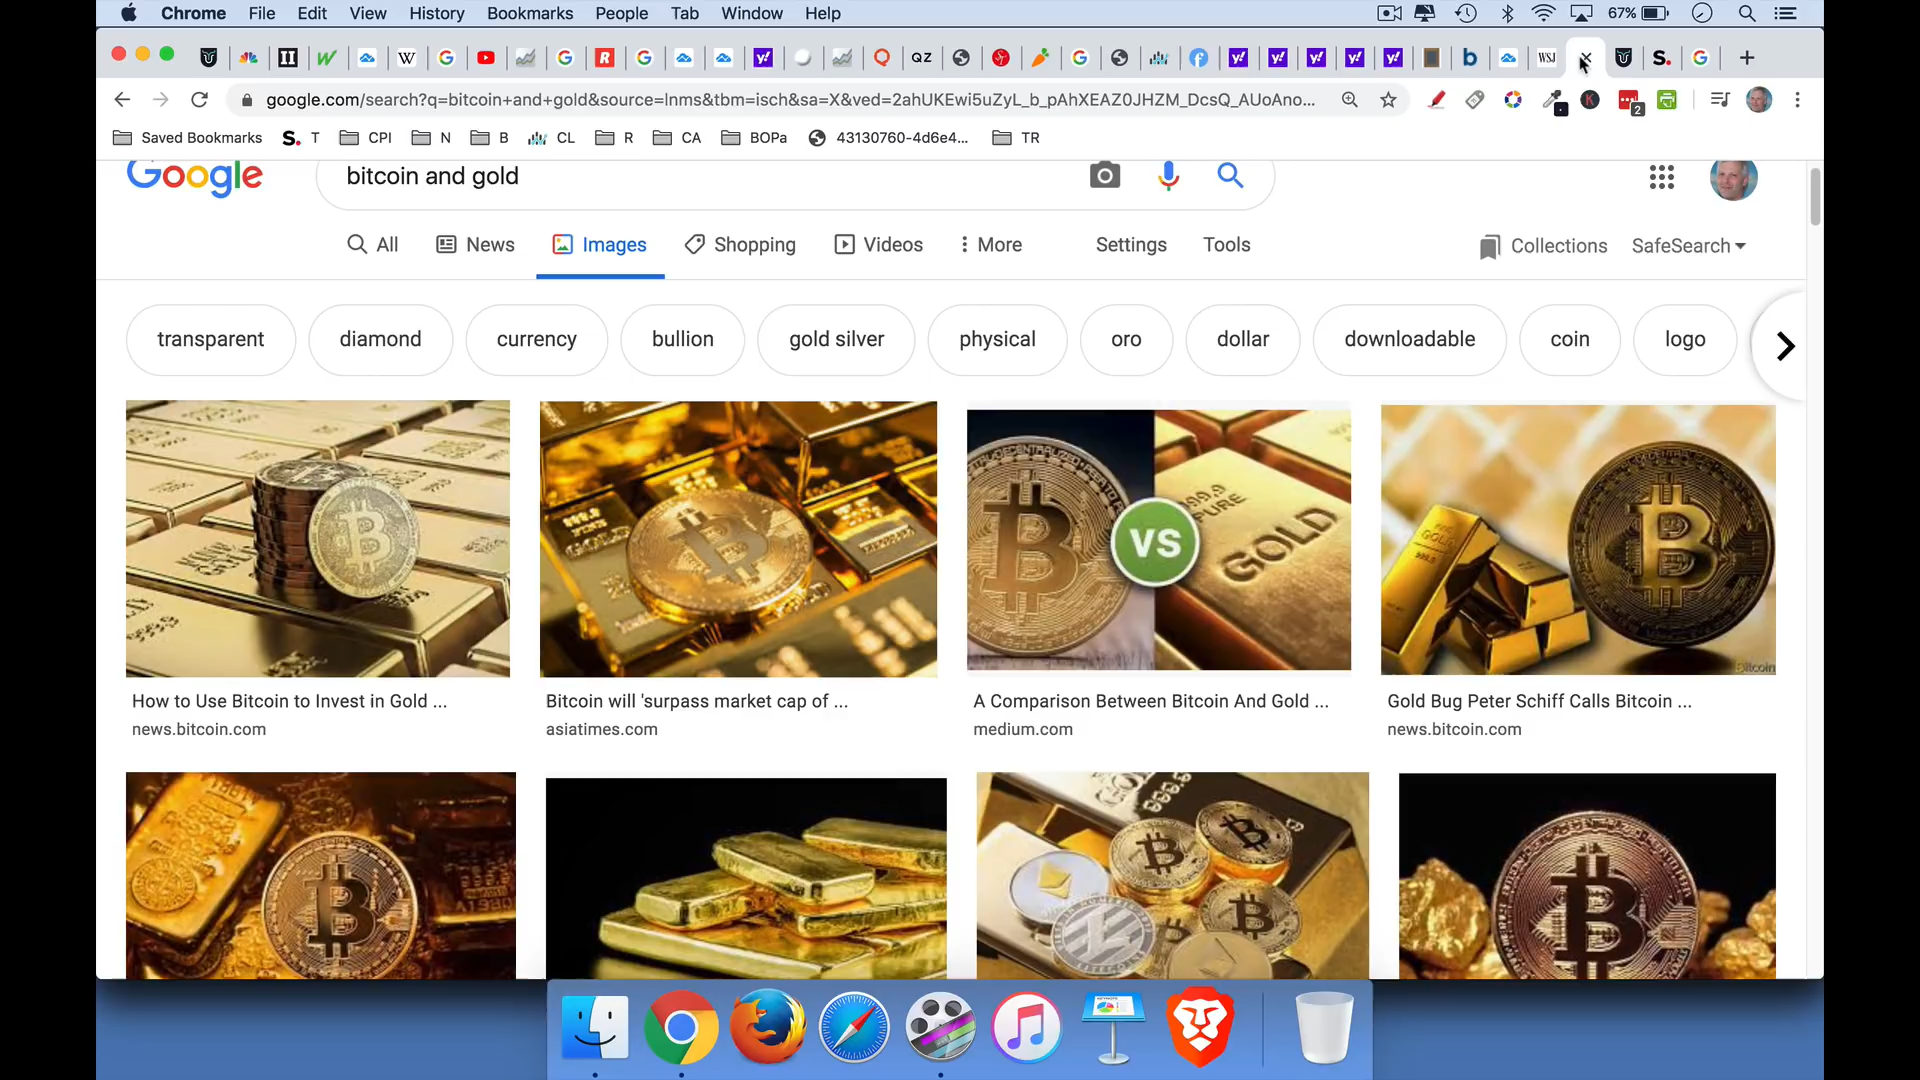 Chrome File Edit View History Bookmarks People Tab Window Help 67%
google.com/search?q=bitcoin+and+gold&source=lnms&tbm=isch&sa=X&ved=2ahUKEwi5uZyL_b_pAhXEAZ0JHZM_DcsQ_AUoAno...
Saved Bookmarks S. T CPI N B CL R CA BOPa 43130760-4d6e4... TR
Google bitcoin and gold
All News Images Shopping Videos More Settings Tools Collections SafeSearch
transparent diamond currency bullion gold silver physical oro dollar downloadable coin logo
VS
999.9
PURE
GOLD
Bitcoin
How to Use Bitcoin to Invest in Gold ...
news.bitcoin.com
Bitcoin will 'surpass market cap of ...
asiatimes.com
A Comparison Between Bitcoin And Gold ...
medium.com
Gold Bug Peter Schiff Calls Bitcoin ...
news.bitcoin.com